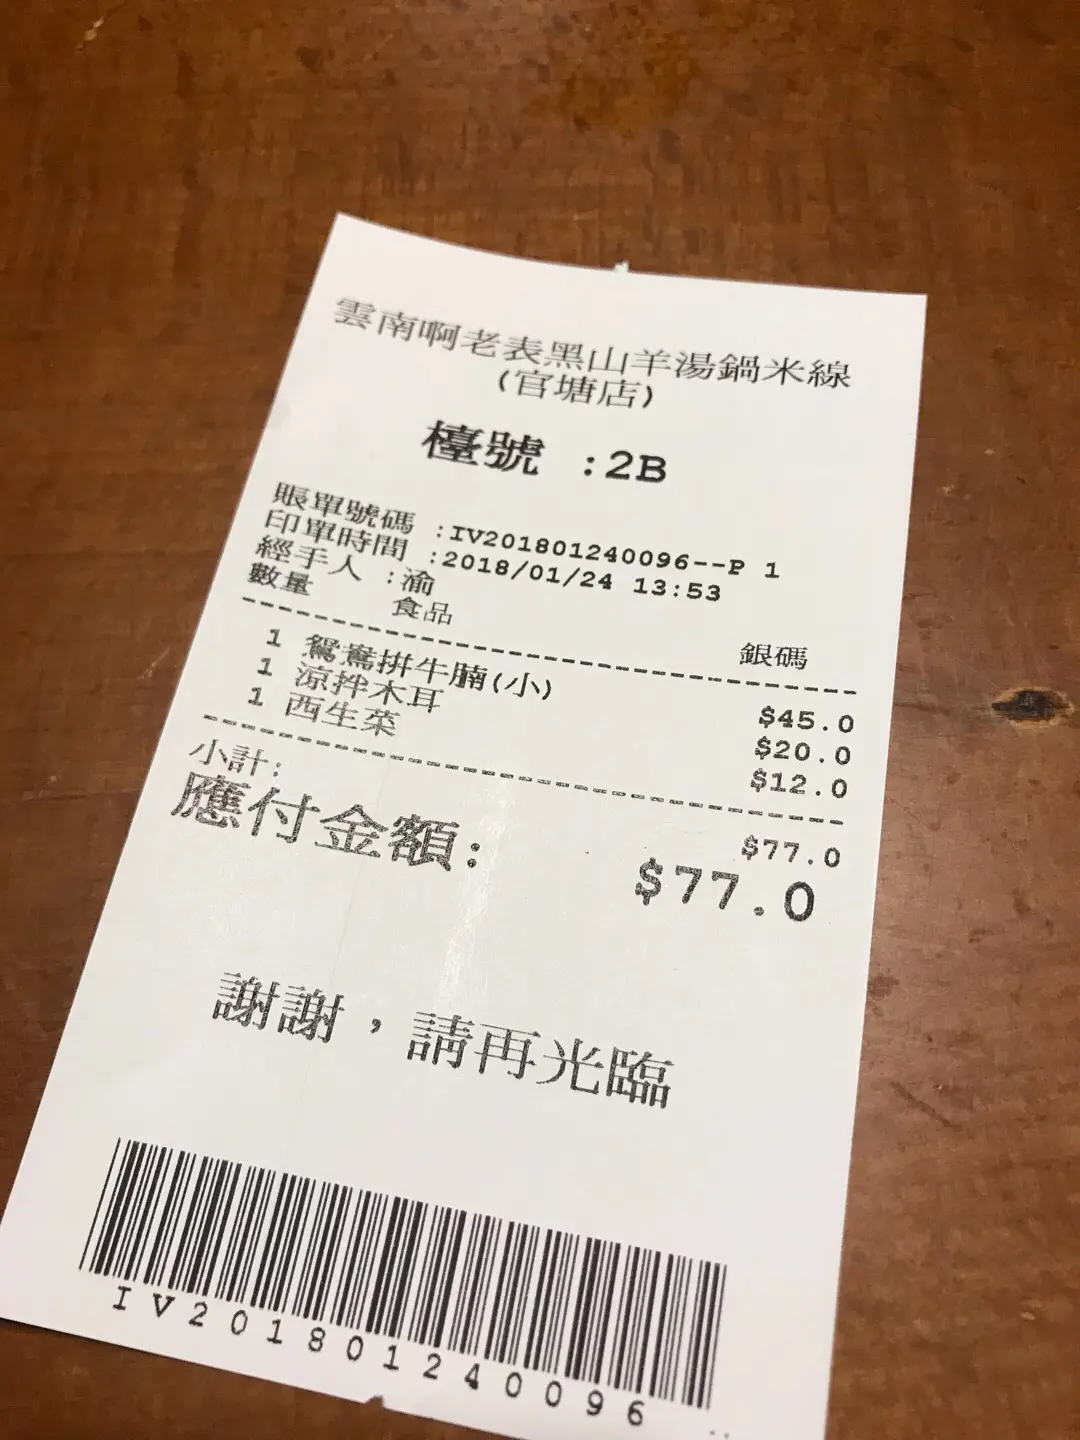 雲南啊老表黑山羊湯鍋米線
(官塘店)
檯號 :2B
賬單號碼 :IV201801240096--P 1
印單時間 :2018/01/24 13:53
經手人 :渝
數量 食品 銀碼
1 鴛鴦拼牛腩(小) $45.0
1 涼拌木耳 $20.0
1 西生菜 $12.0
小計: $77.0
應付金額: $77.0
謝謝，請再光臨
IV201801240096